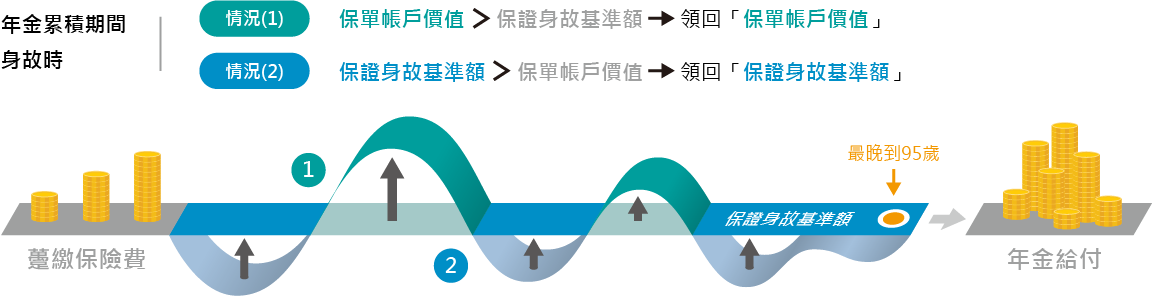 年金累積期間
身故時
情況(1) 保單帳戶價值 > 保證身故基準額 → 領回「保單帳戶價值」
情況(2) 保證身故基準額 > 保單帳戶價值 → 領回「保證身故基準額」
1
最晚到95歲
保證身故基準額
躉繳保險費
2
年金給付